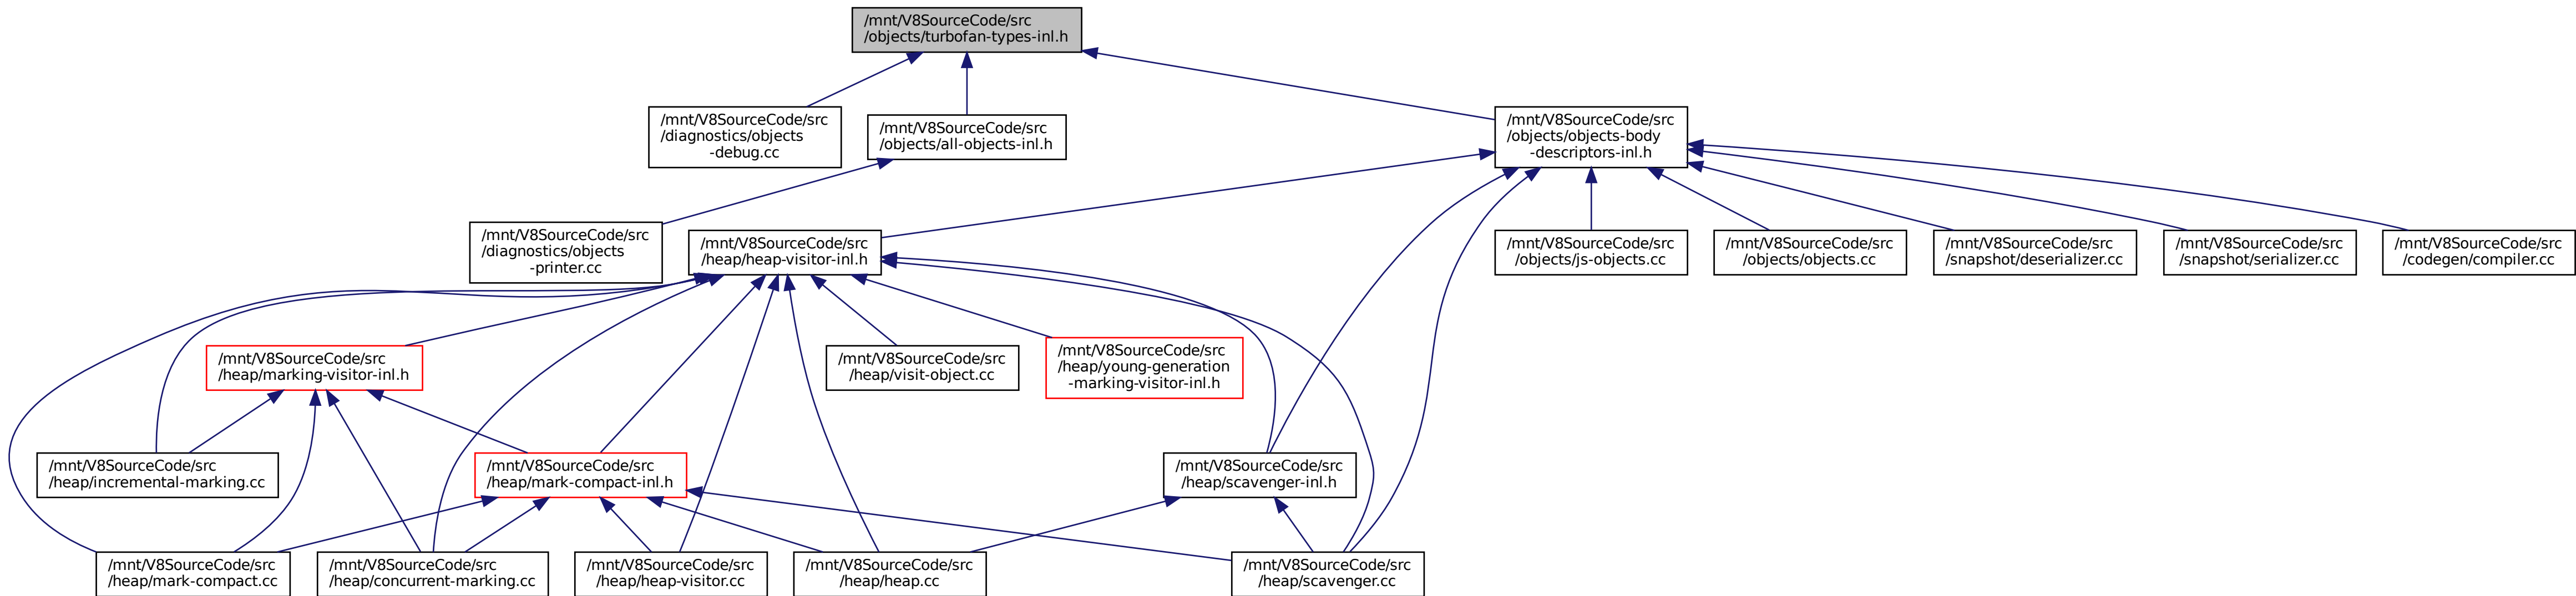 /mnt/V8SourceCode/src
/objects/turbofan-types-inl.h
/mnt/V8SourceCode/src
/diagnostics/objects
-debug.cc
/mnt/V8SourceCode/src
/objects/all-objects-inl.h
/mnt/V8SourceCode/src
/objects/objects-body
-descriptors-inl.h
/mnt/V8SourceCode/src
/diagnostics/objects
-printer.cc
/mnt/V8SourceCode/src
/heap/heap-visitor-inl.h
/mnt/V8SourceCode/src
/objects/js-objects.cc
/mnt/V8SourceCode/src
/objects/objects.cc
/mnt/V8SourceCode/src
/snapshot/deserializer.cc
/mnt/V8SourceCode/src
/snapshot/serializer.cc
/mnt/V8SourceCode/src
/codegen/compiler.cc
/mnt/V8SourceCode/src
/heap/marking-visitor-inl.h
/mnt/V8SourceCode/src
/heap/visit-object.cc
/mnt/V8SourceCode/src
/heap/young-generation
-marking-visitor-inl.h
/mnt/V8SourceCode/src
/heap/incremental-marking.cc
/mnt/V8SourceCode/src
/heap/mark-compact-inl.h
/mnt/V8SourceCode/src
/heap/scavenger-inl.h
/mnt/V8SourceCode/src
/heap/mark-compact.cc
/mnt/V8SourceCode/src
/heap/concurrent-marking.cc
/mnt/V8SourceCode/src
/heap/heap-visitor.cc
/mnt/V8SourceCode/src
/heap/heap.cc
/mnt/V8SourceCode/src
/heap/scavenger.cc